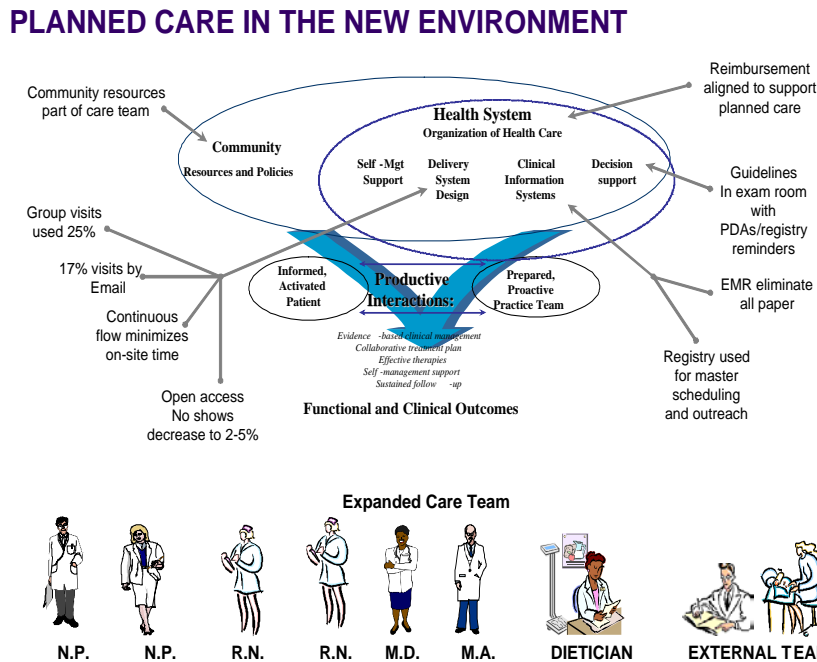 PLANNED CARE IN THE NEW ENVIRONMENT
Community resources
part of care team
Reimbursement
aligned to support
planned care
Health System
Organization of Health Care
Community
Resources and Policies
Self -Mgt
Support
Delivery
System
Design
Clinical
Information
Systems
Decision
support
Guidelines
In exam room
with
PDAs/registry
reminders
Group visits
used 25%
17% visits by
Email
Continuous
flow minimizes
on-site time
Open access
No shows
decrease to 2-5%
Informed,
Activated
Patient
Productive
Interactions:
Prepared,
Proactive
Practice Team
EMR eliminate
all paper
Registry used
for master
scheduling
and outreach
Evidence -based clinical management
Collaborative treatment plan
Effective therapies
Self -management support
Sustained follow -up
Functional and Clinical Outcomes
Expanded Care Team
N.P. N.P. R.N. R.N. M.D. M.A. DIETICIAN EXTERNAL